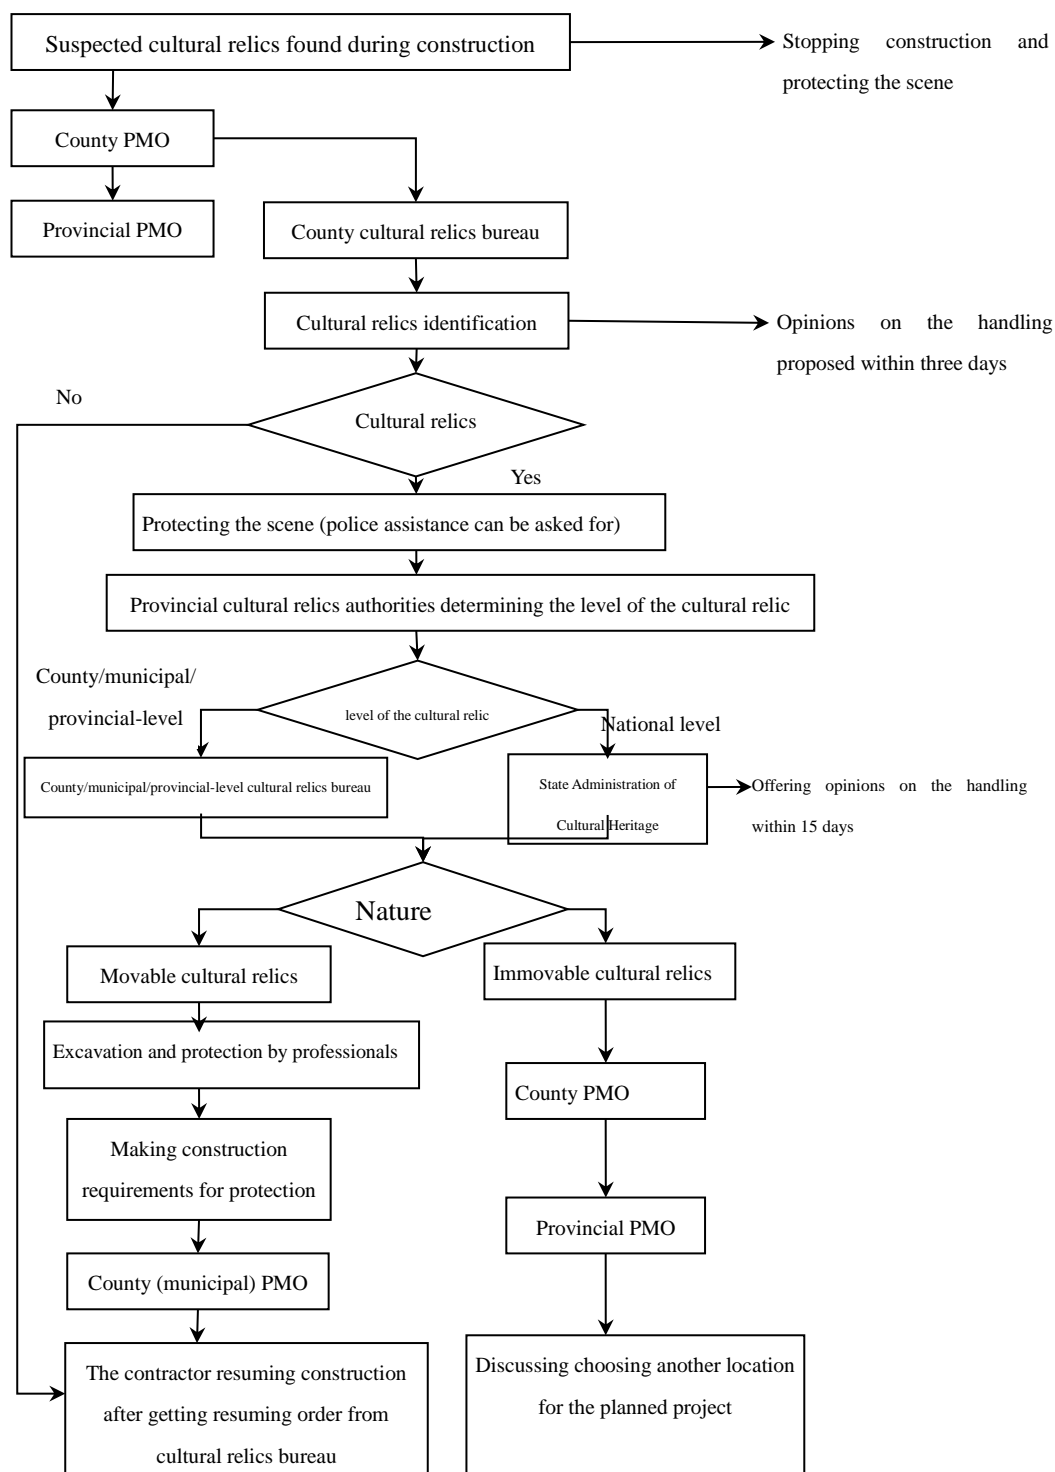 Suspected cultural relics found during construction
Stopping construction and
protecting the scene
County PMO
Provincial PMO
County cultural relics bureau
Cultural relics identification
Opinions on the handling
proposed within three days
No
Cultural relics
Yes
Protecting the scene (police assistance can be asked for)
Provincial cultural relics authorities determining the level of the cultural relic
County/municipal/
provincial-level
level of the cultural relic
National level
County/municipal/provincial-level cultural relics bureau
State Administration of
Cultural Heritage
Offering opinions on the handling
within 15 days
Nature
Movable cultural relics
Immovable cultural relics
Excavation and protection by professionals
County PMO
Making construction
requirements for protection
Provincial PMO
County (municipal) PMO
The contractor resuming construction
after getting resuming order from
cultural relics bureau
Discussing choosing another location
for the planned project